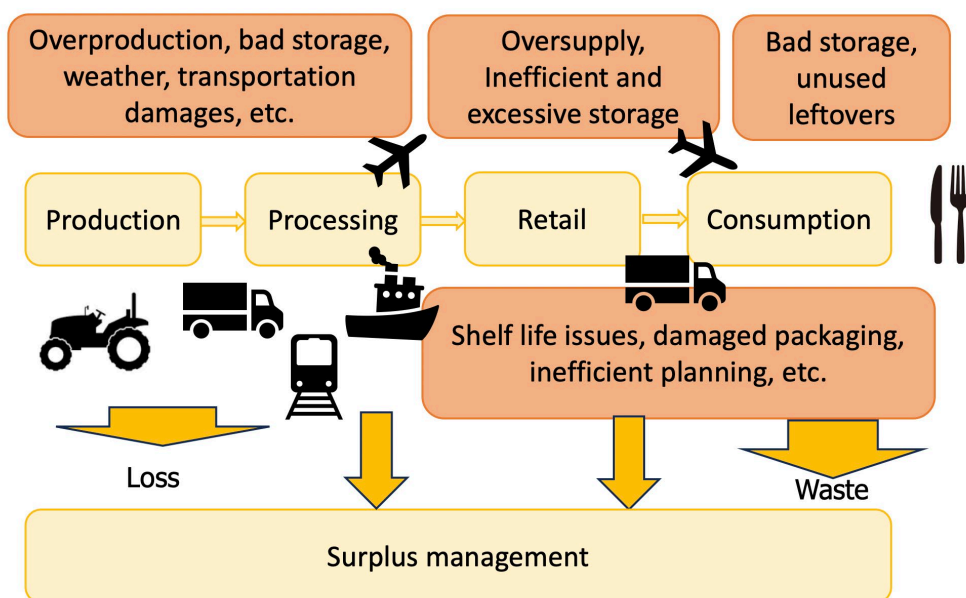 Overproduction, bad storage,
weather, transportation
damages, etc.
Oversupply,
Inefficient and
excessive storage
Bad storage,
unused
leftovers
Production
Processing
Retail
Consumption
Shelf life issues, damaged packaging,
inefficient planning, etc.
Loss
Waste
Surplus management